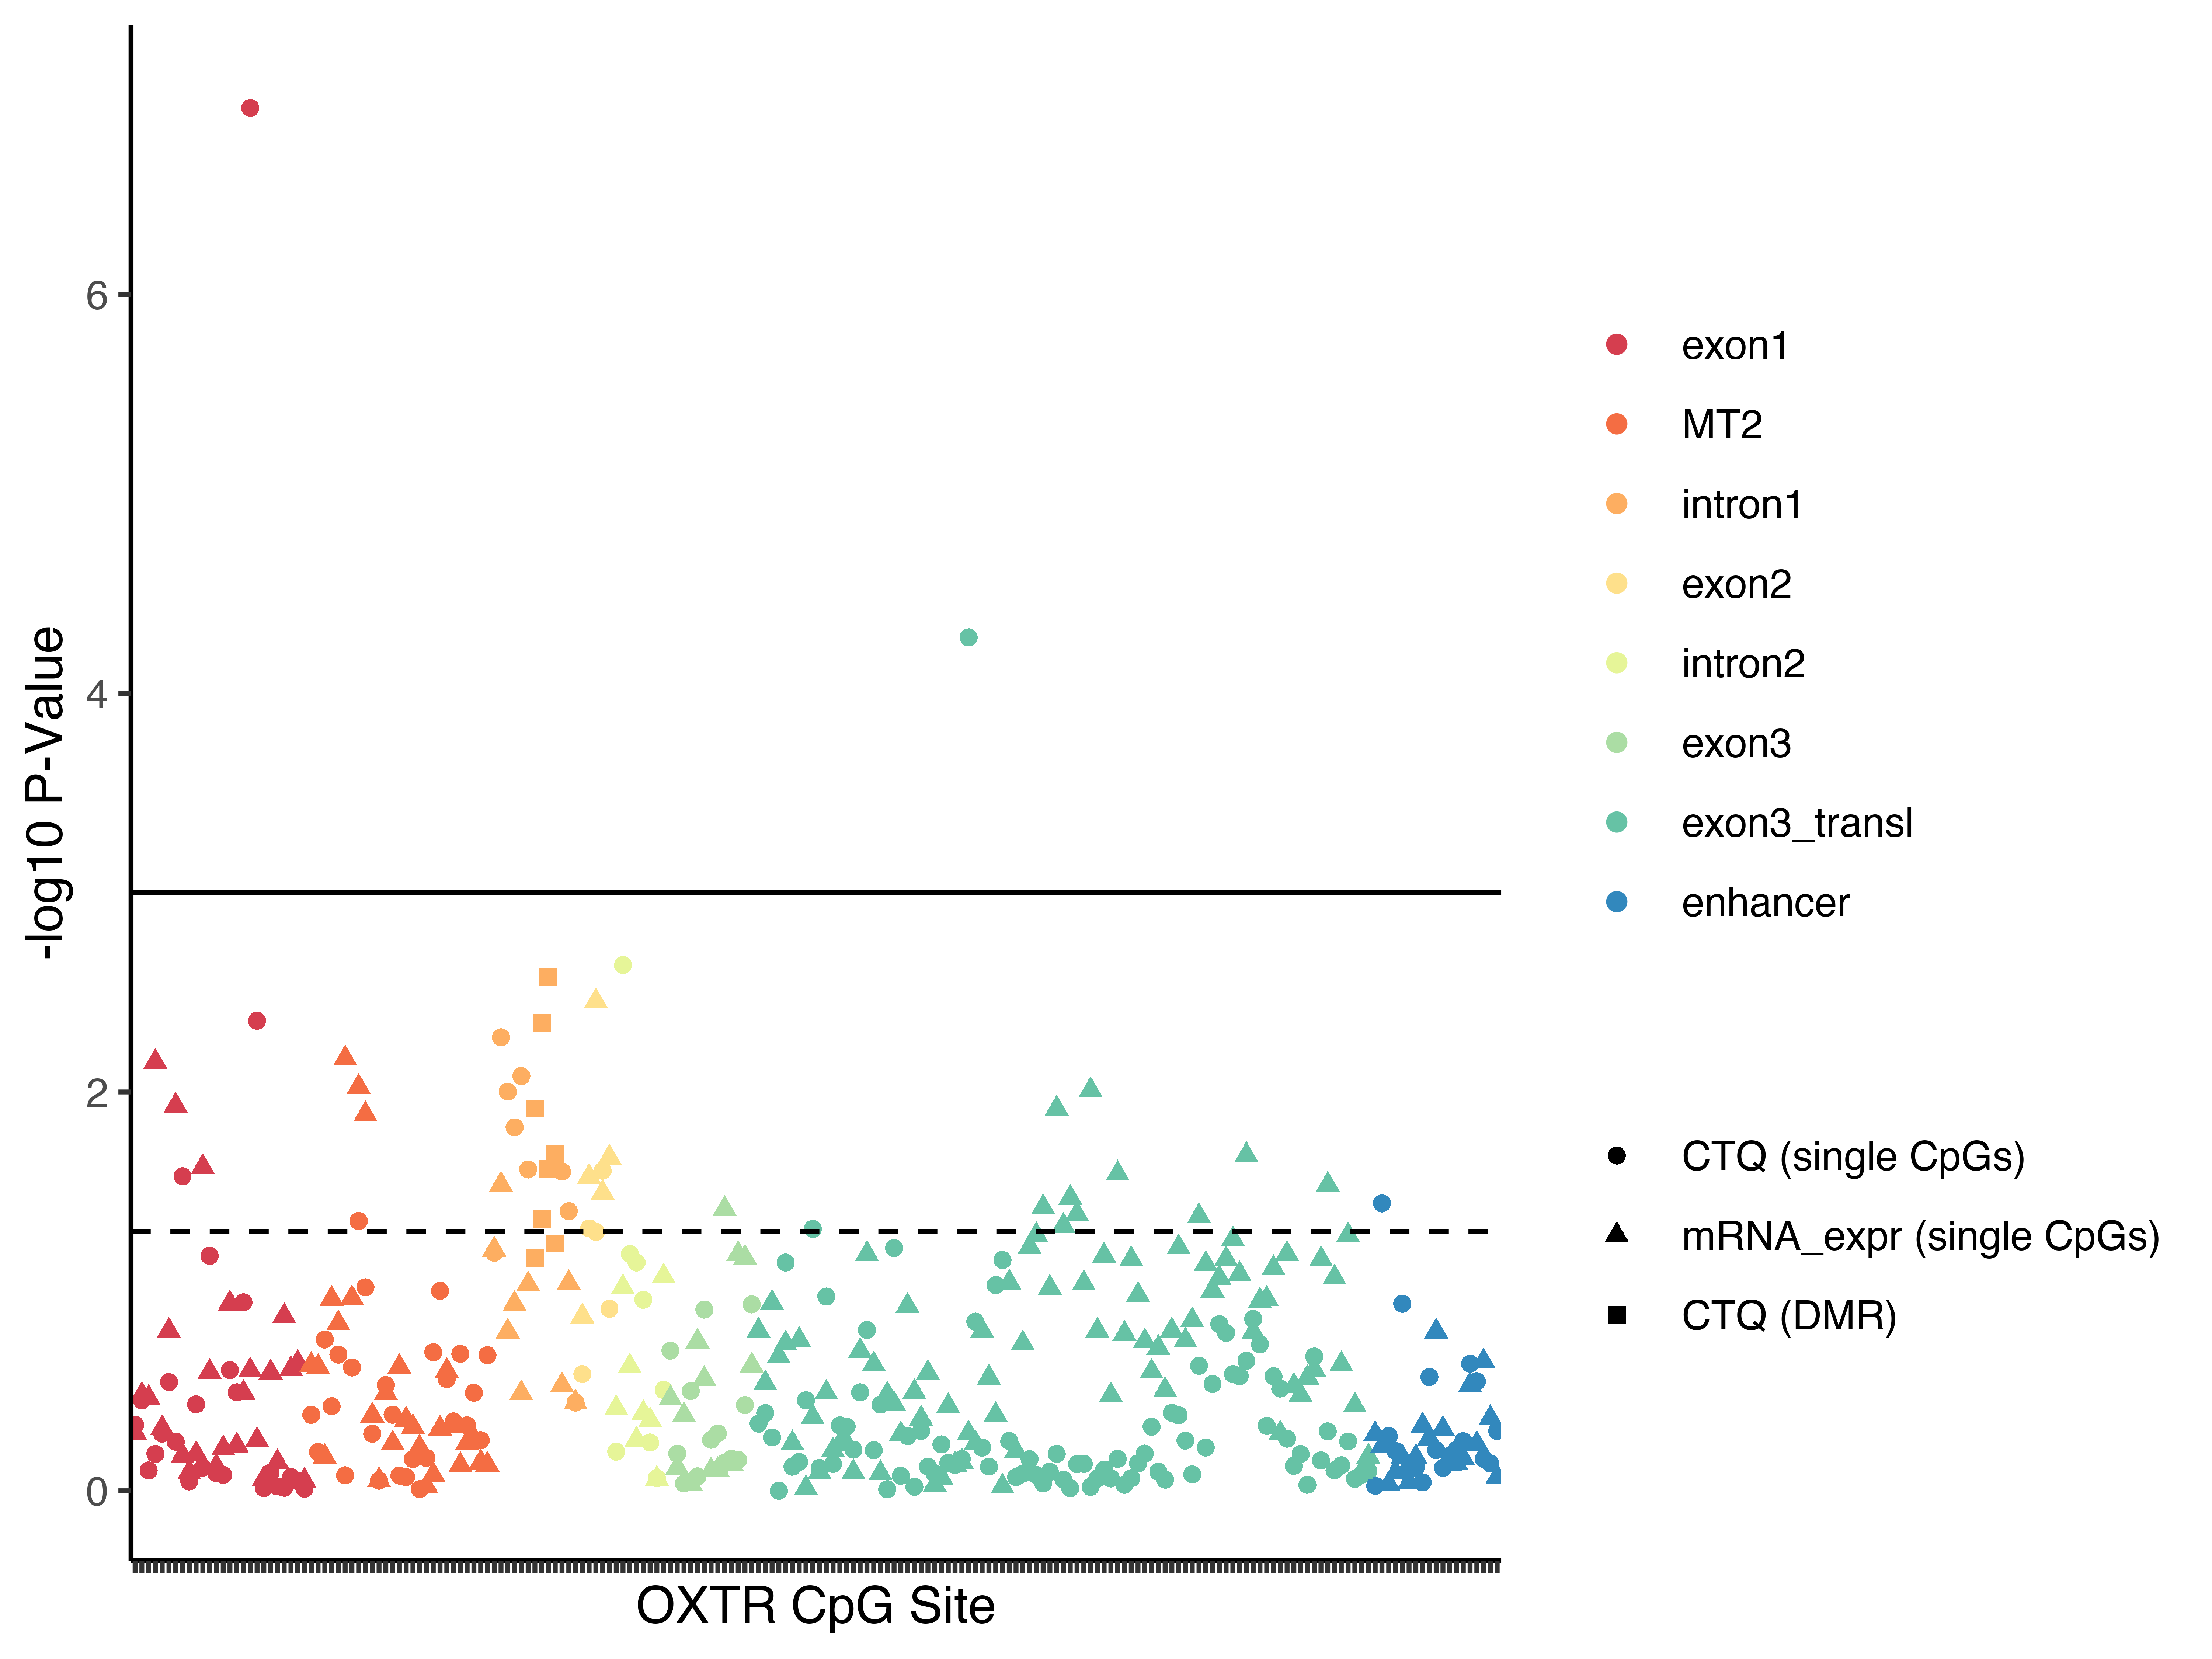 -log10 P-Value
6
4
2
0
OXTR CpG Site
exon1
MT2
intron1
exon2
intron2
exon3
exon3_transl
enhancer
CTQ (single CpGs)
mRNA_expr (single CpGs)
CTQ (DMR)